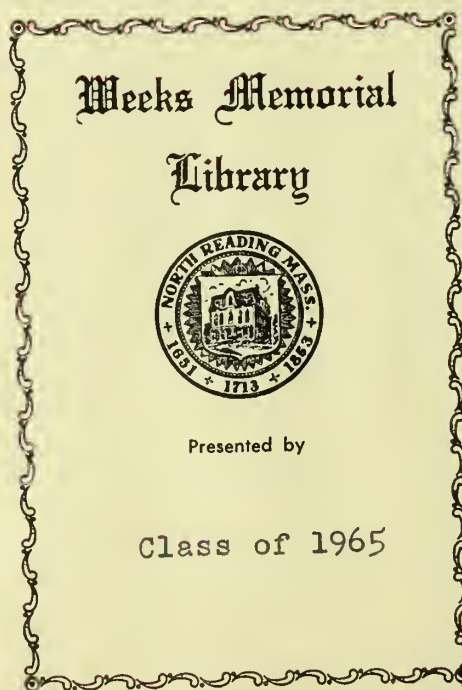 Weeks Memorial
Library
NORTH READING MASS.
1651 + 1713 + 1853
Presented by
Class of 1965